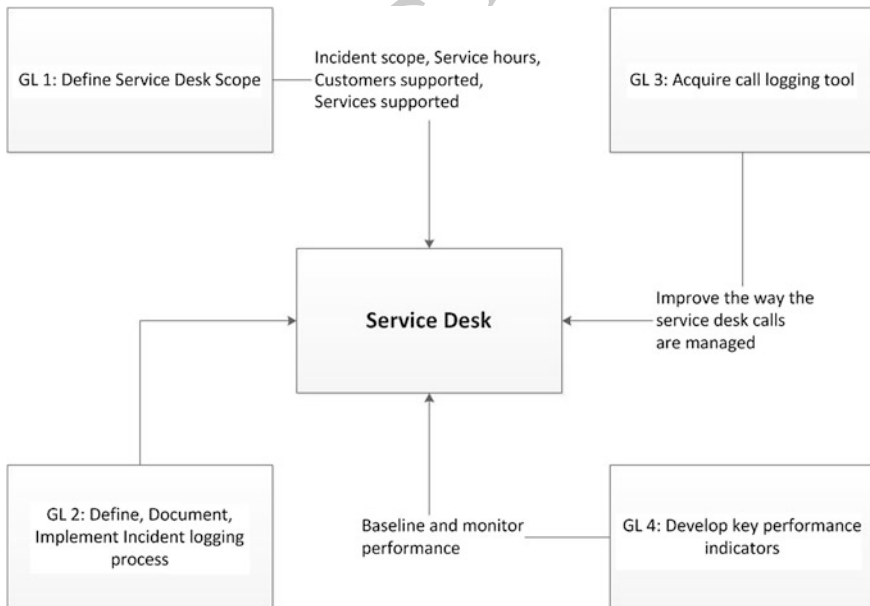 GL 1: Define Service Desk Scope
Incident scope, Service hours,
Customers supported,
Services supported
GL 3: Acquire call logging tool
Service Desk
Improve the way the
service desk calls
are managed
GL 2: Define, Document,
Implement Incident logging
process
Baseline and monitor
performance
GL 4: Develop key performance
indicators